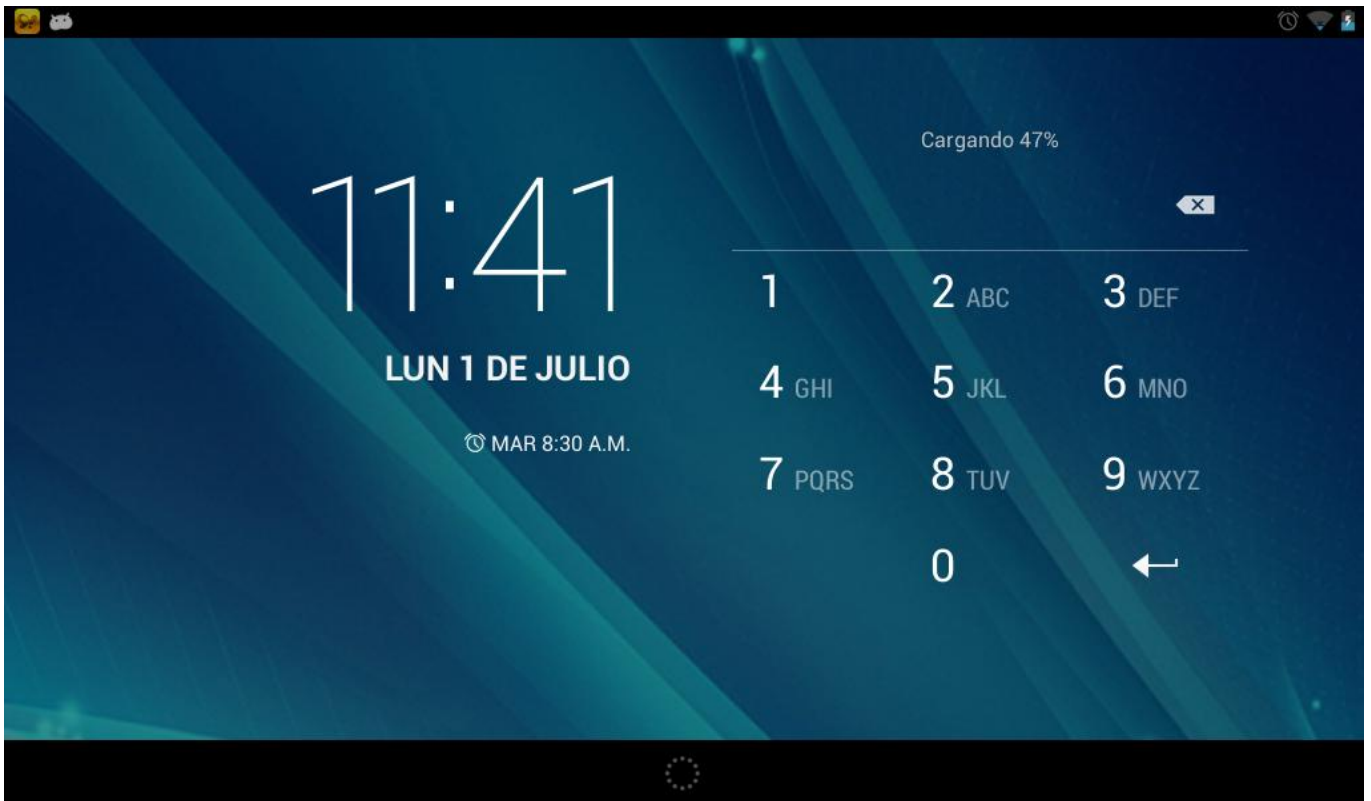 11:41
LUN 1 DE JULIO
MAR 8:30 A.M.
Cargando 47%
1 2 ABC 3 DEF
4 GHI 5 JKL 6 MNO
7 PQRS 8 TUV 9 WXYZ
0